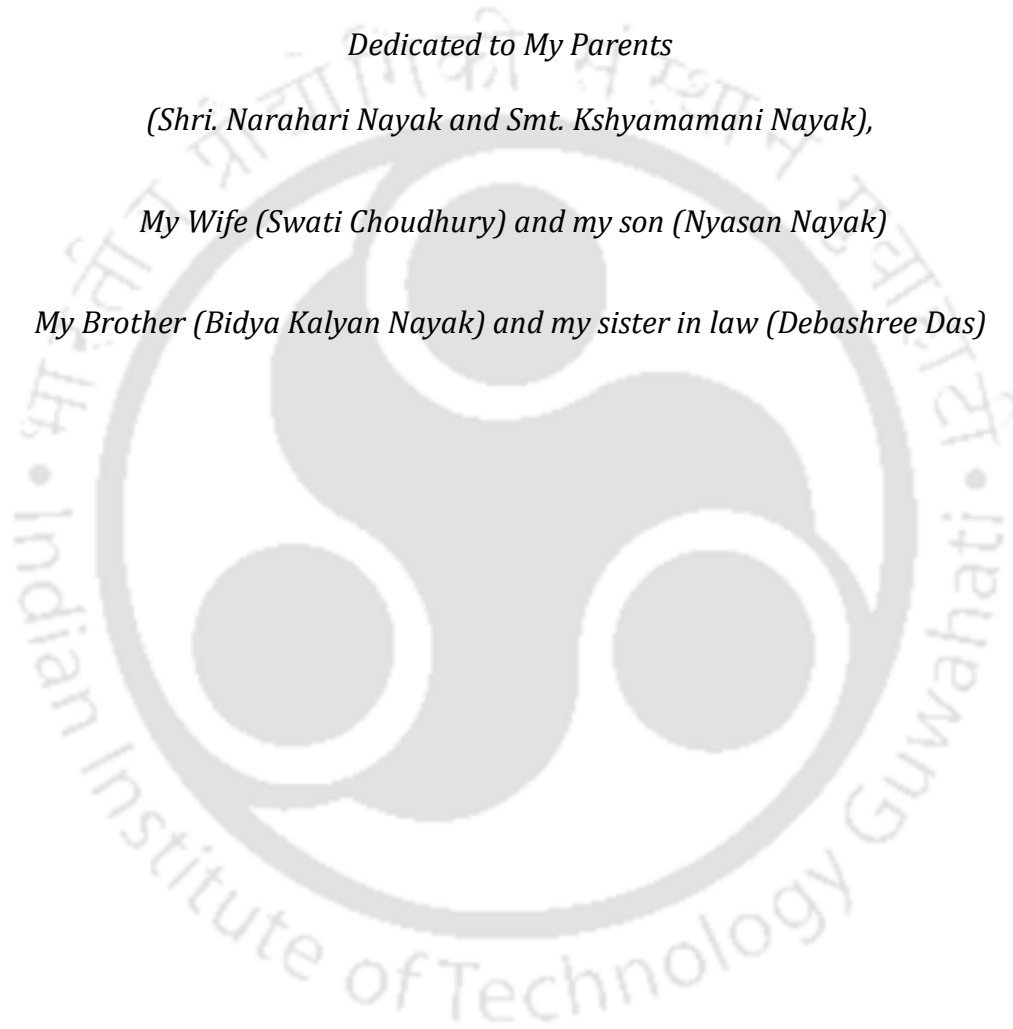 Dedicated to My Parents
(Shri. Narahari Nayak and Smt. Kshyamamani Nayak),
My Wife (Swati Choudhury) and my son (Nyasan Nayak)
My Brother (Bidya Kalyan Nayak) and my sister in law (Debashree Das)
भारतीय प्रौद्योगिकी संस्थान गुवाहाटी
• Indian Institute of Technology Guwahati •